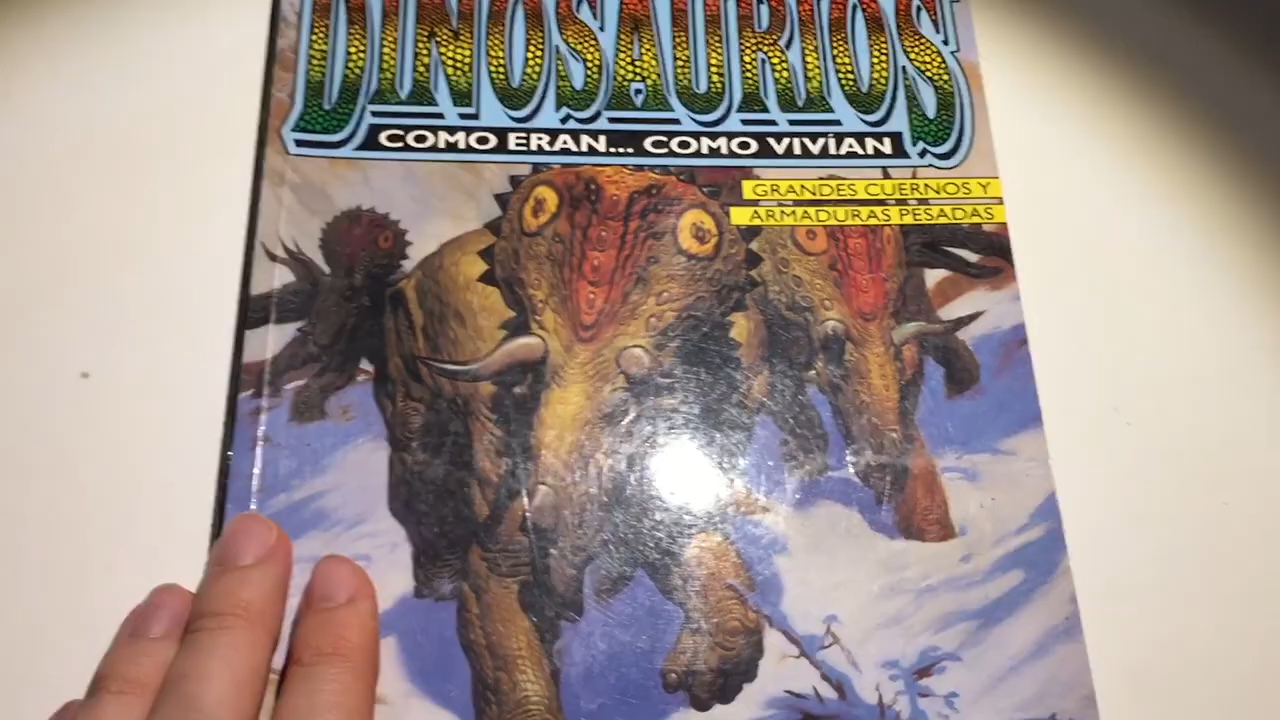 DINOSAURIOS
COMO ERAN... COMO VIVÍAN
GRANDES CUERNOS Y
ARMADURAS PESADAS